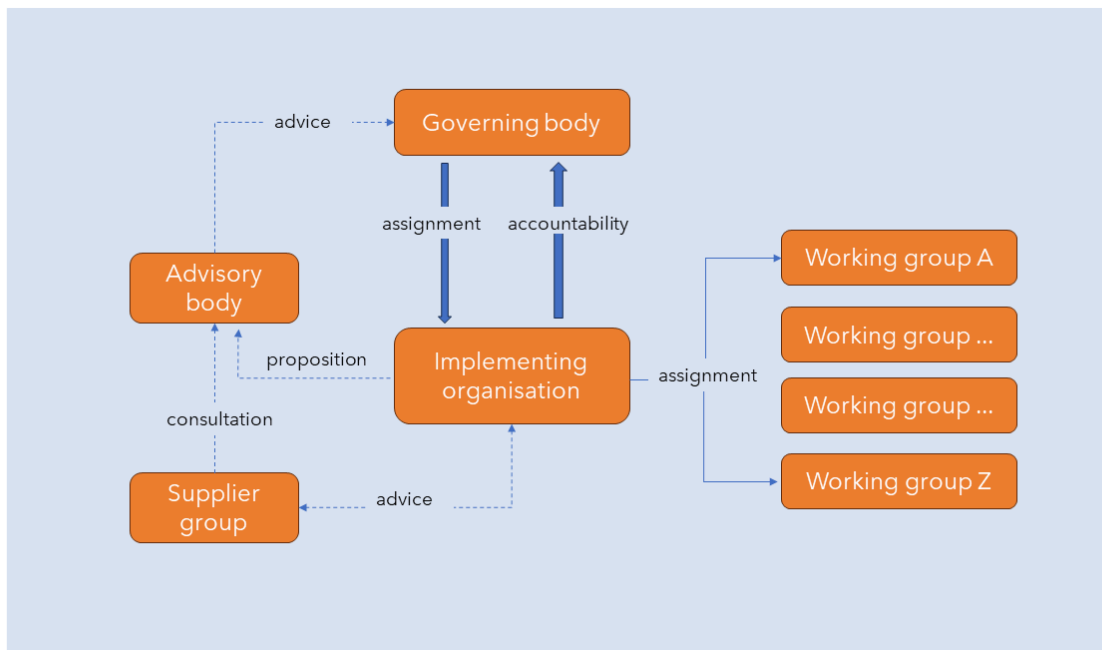 advice
Governing body
assignment
accountability
Advisory
body
Working group A
Working group ...
proposition
Implementing
organisation
assignment
Working group ...
consultation
Supplier
group
advice
Working group Z